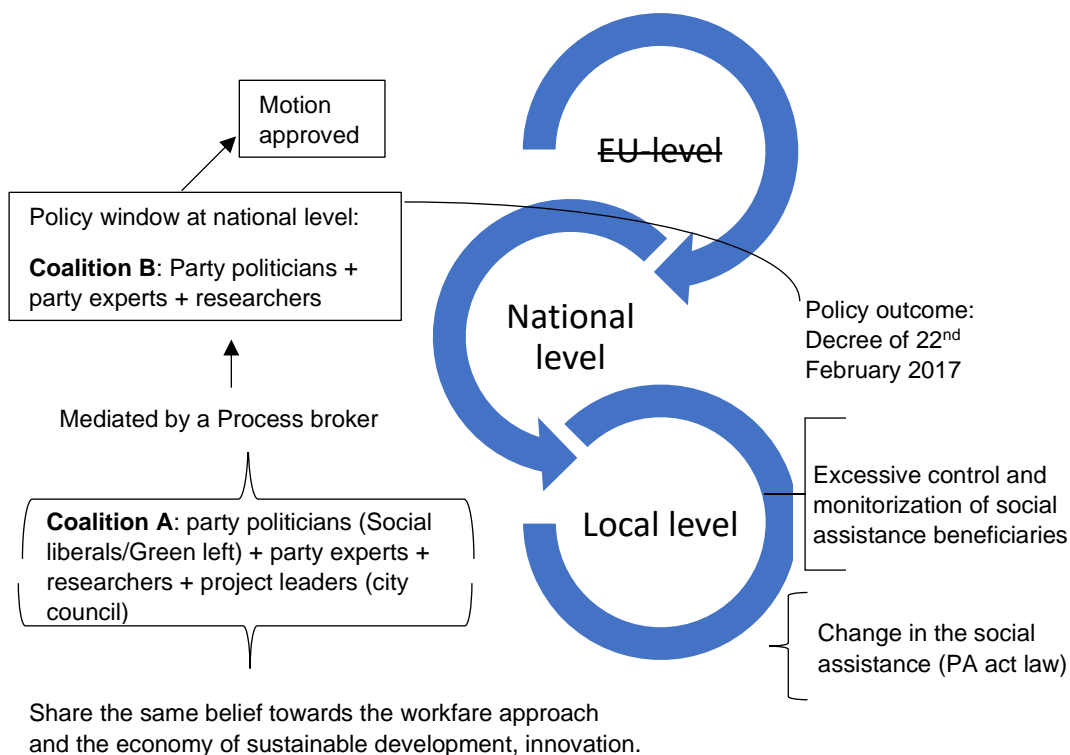 Motion
approved
EU-level
Policy window at national level:
Coalition B: Party politicians +
party experts + researchers
National
level
Policy outcome:
Decree of 22nd
February 2017
Mediated by a Process broker
Coalition A: party politicians (Social
liberals/Green left) + party experts +
researchers + project leaders (city
council)
Local level
Excessive control and
monitorization of social
assistance beneficiaries
Change in the social
assistance (PA act law)
Share the same belief towards the workfare approach
and the economy of sustainable development, innovation.